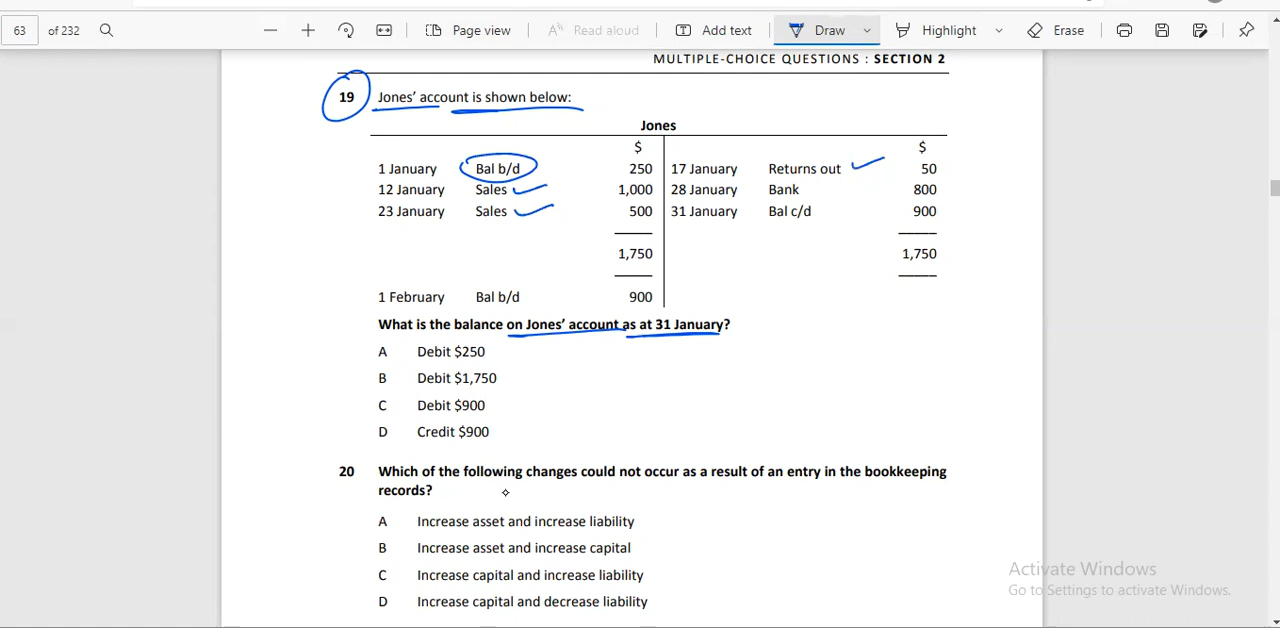 63 of 232 Page view Read aloud Add text Draw Highlight Erase
MULTIPLE-CHOICE QUESTIONS : SECTION 2
19 Jones' account is shown below:
Jones
$ $
1 January Bal b/d 250 17 January Returns out 50
12 January Sales 1,000 28 January Bank 800
23 January Sales 500 31 January Bal c/d 900
1,750 1,750
1 February Bal b/d 900
What is the balance on Jones' account as at 31 January?
A Debit $250
B Debit $1,750
C Debit $900
D Credit $900
20 Which of the following changes could not occur as a result of an entry in the bookkeeping
records?
A Increase asset and increase liability
B Increase asset and increase capital
C Increase capital and increase liability
D Increase capital and decrease liability
Activate Windows
Go to Settings to activate Windows.